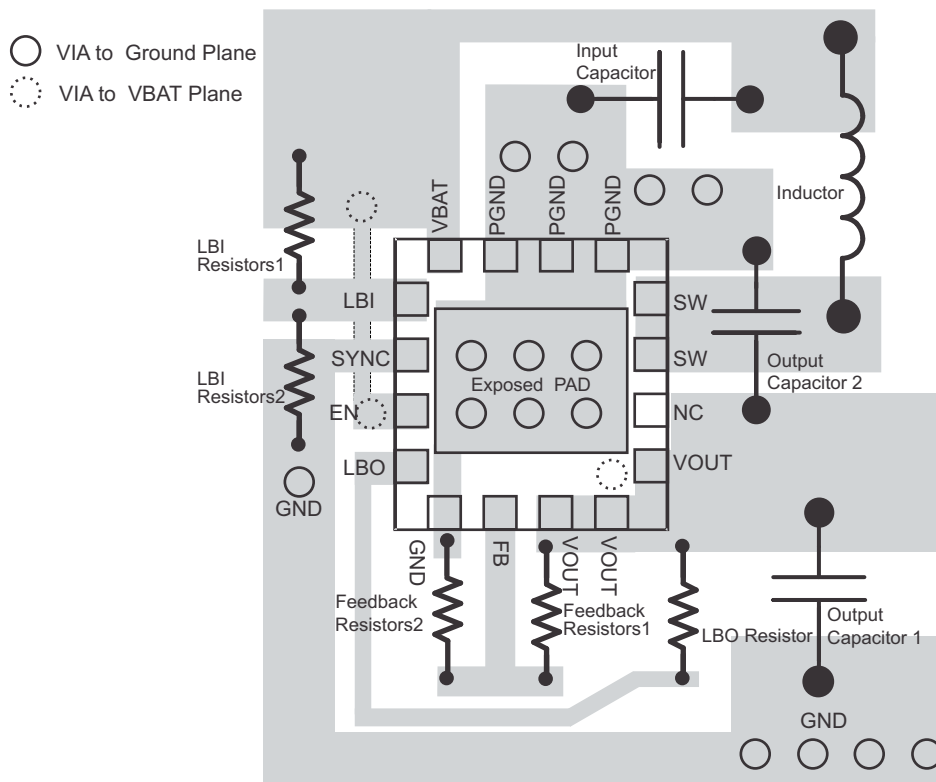 VIA to Ground Plane
VIA to VBAT Plane
Input
Capacitor
Inductor
VBAT
PGND
PGND
PGND
LBI
Resistors1
LBI
SW
SYNC
SW
Exposed PAD
Output
Capacitor 2
LBI
Resistors2
EN
NC
LBO
VOUT
GND
GND
FB
VOUT
VOUT
Feedback
Resistors2
Feedback
Resistors1
LBO Resistor
Output
Capacitor 1
GND